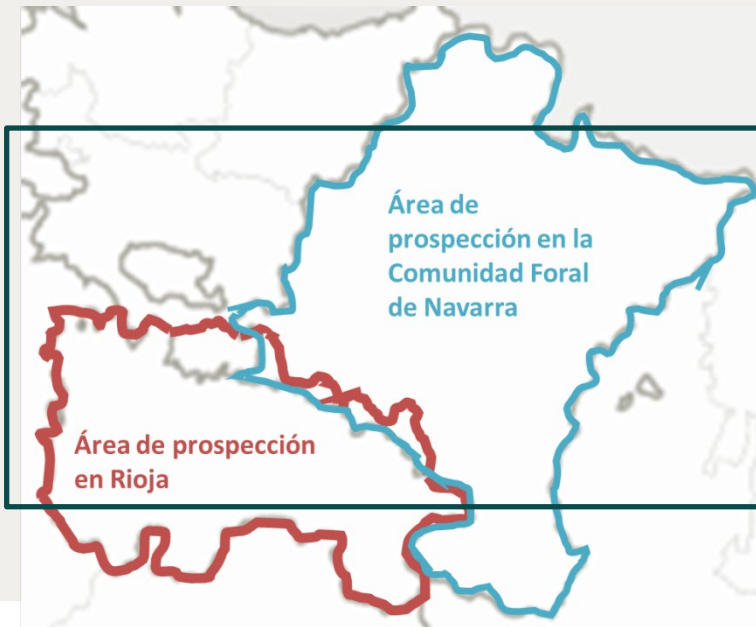 Área de
prospección en la
Comunidad Foral
de Navarra
Área de prospección
en Rioja